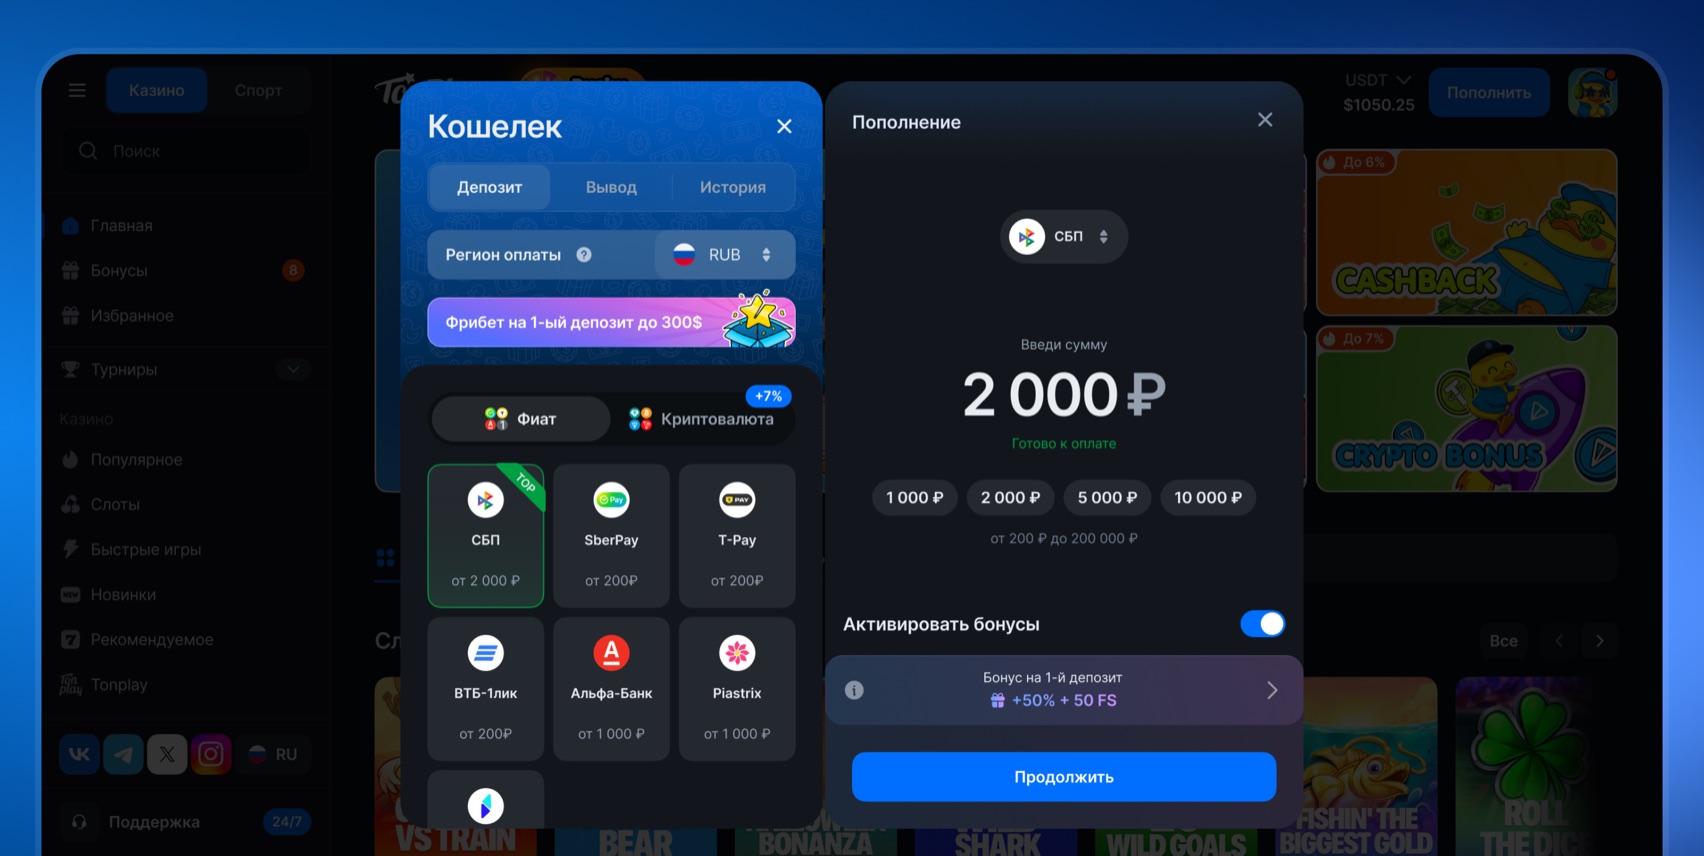 Казино
Спорт
Поиск
Главная
Бонусы
8
Избранное
Турниры
Казино
Популярное
Слоты
Быстрые игры
Новинки
Рекомендуемое
Tonplay
RU
Поддержка
24/7
Кошелек
Депозит
Вывод
История
Регион оплаты
RUB
Фрибет на 1-ый депозит до 300$
Фиат
Криптовалюта
+7%
TOP
СБП
от 2 000 ₽
SberPay
от 200₽
T-Pay
от 200₽
ВТБ-1лик
от 200₽
Альфа-Банк
от 1 000 ₽
Piastrix
от 1 000 ₽
Пополнение
СБП
Введи сумму
2 000 ₽
Готово к оплате
1 000 ₽
2 000 ₽
5 000 ₽
10 000 ₽
от 200 ₽ до 200 000 ₽
Активировать бонусы
Бонус на 1-й депозит
+50% + 50 FS
Продолжить
USDT
$1050.25
Пополнить
До 6%
CASHBACK
До 7%
CRYPTO BONUS
Все
VS TRAIN
BEAR
BONANZA
SHARK
WILD GOALS
FISHIN' THE
BIGGEST GOLD
ROLL
THE DICE